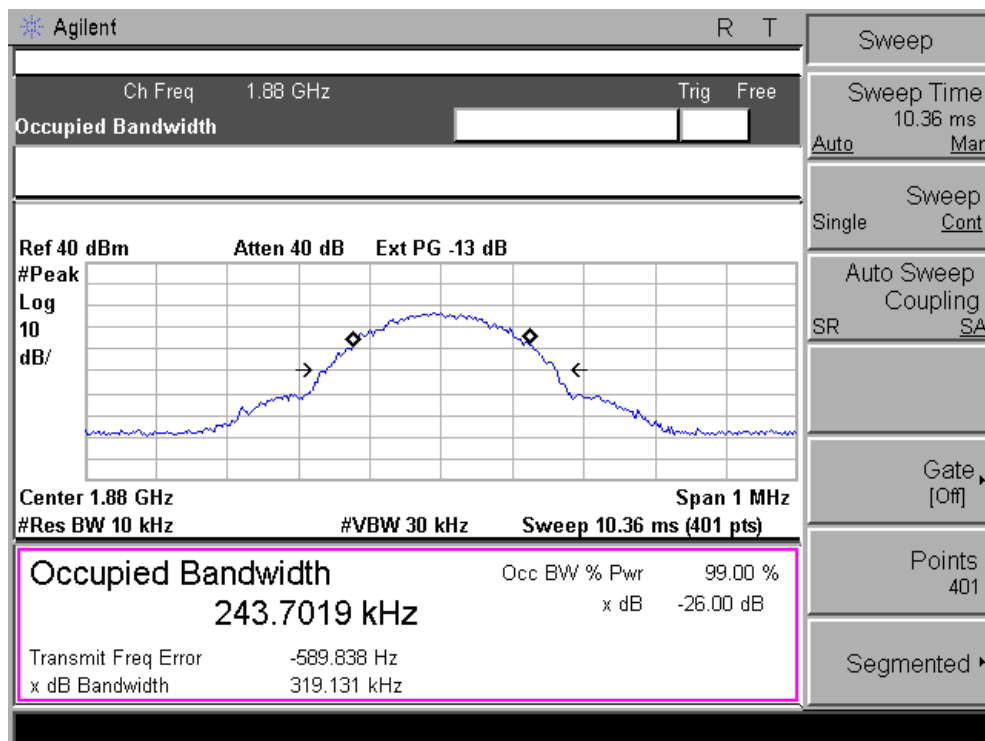 Agilent R T
Ch Freq 1.88 GHz Trig Free
Occupied Bandwidth
Ref 40 dBm Atten 40 dB Ext PG -13 dB
#Peak
Log
10
dB/
Center 1.88 GHz Span 1 MHz
#Res BW 10 kHz #VBW 30 kHz Sweep 10.36 ms (401 pts)
Occupied Bandwidth Occ BW % Pwr 99.00 %
243.7019 kHz x dB -26.00 dB
Transmit Freq Error -589.838 Hz
x dB Bandwidth 319.131 kHz
Sweep
Sweep Time
10.36 ms
Auto Man
Sweep
Single Cont
Auto Sweep
Coupling
SR SA
Gate
[Off]
Points
401
Segmented